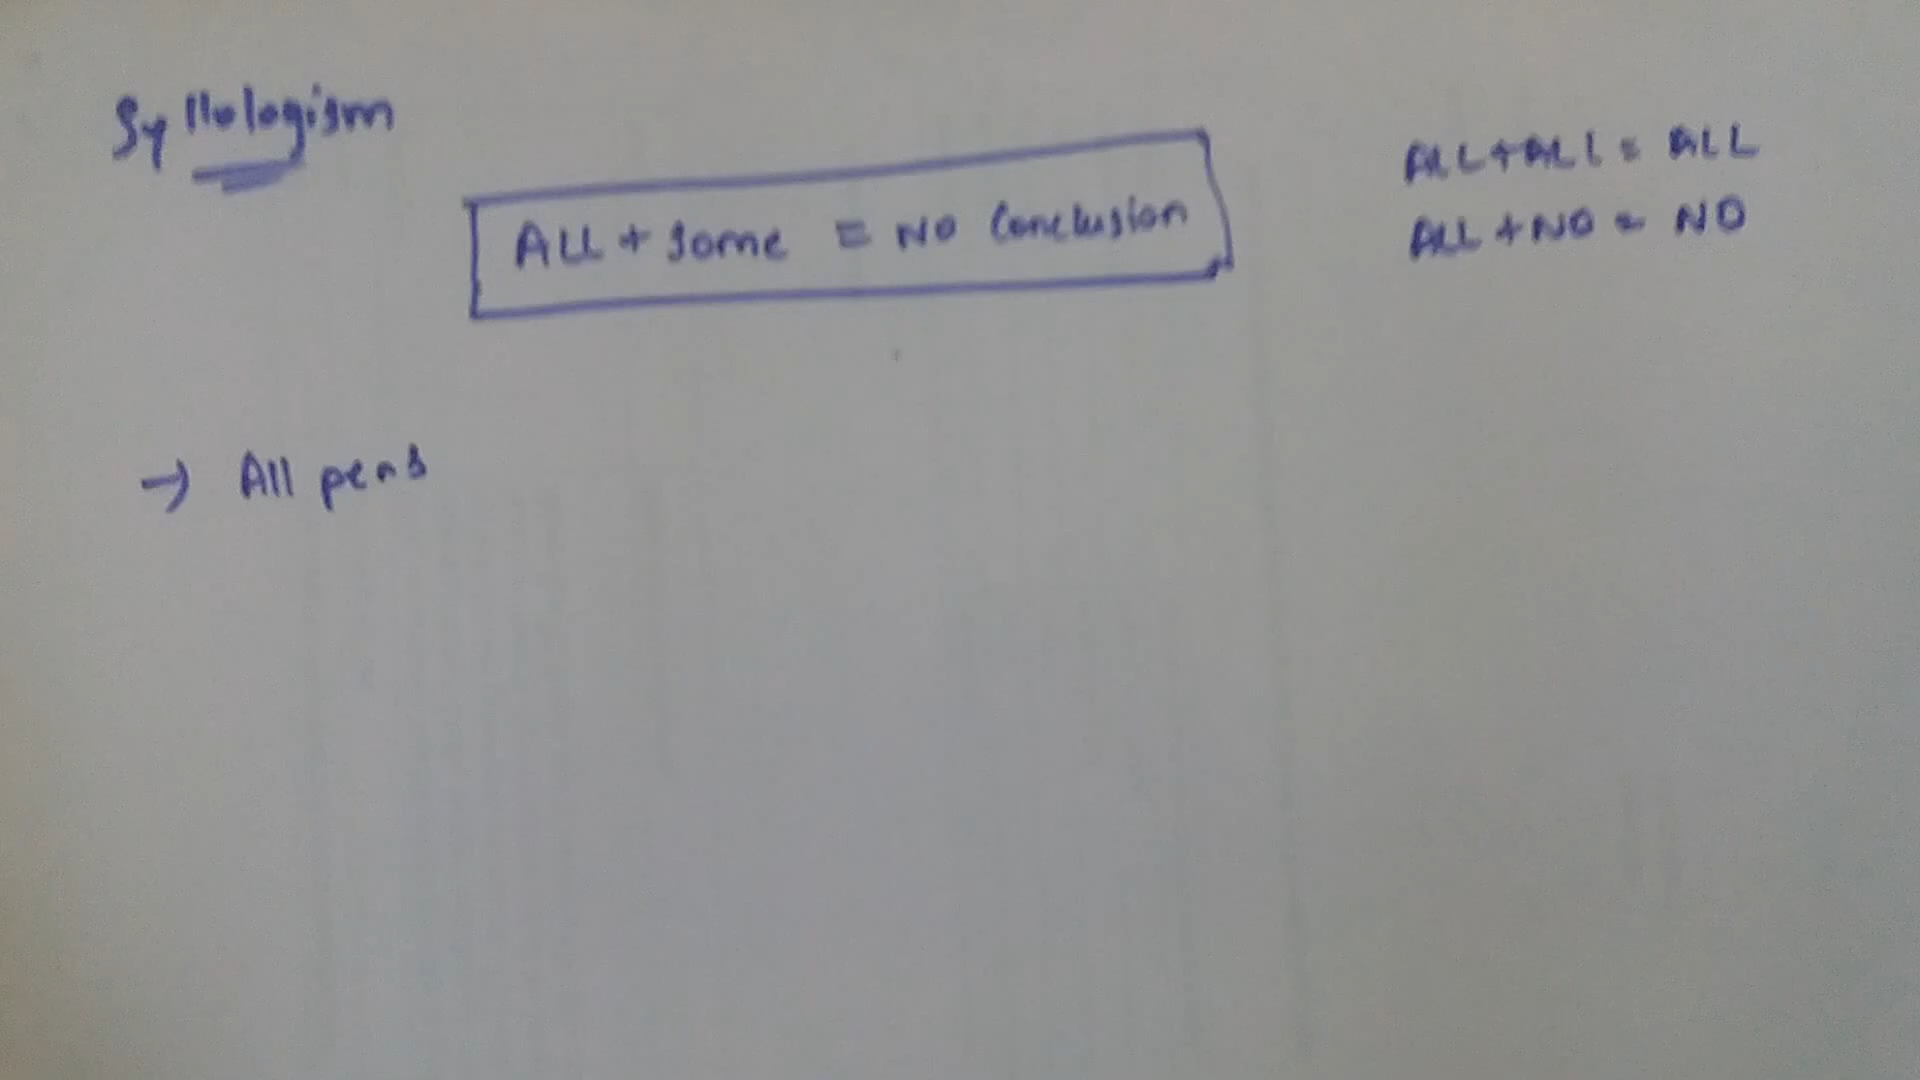 Syllologism
ALL + Some = NO Conclusion
ALL + ALL = ALL
ALL + NO = NO
→ All pens